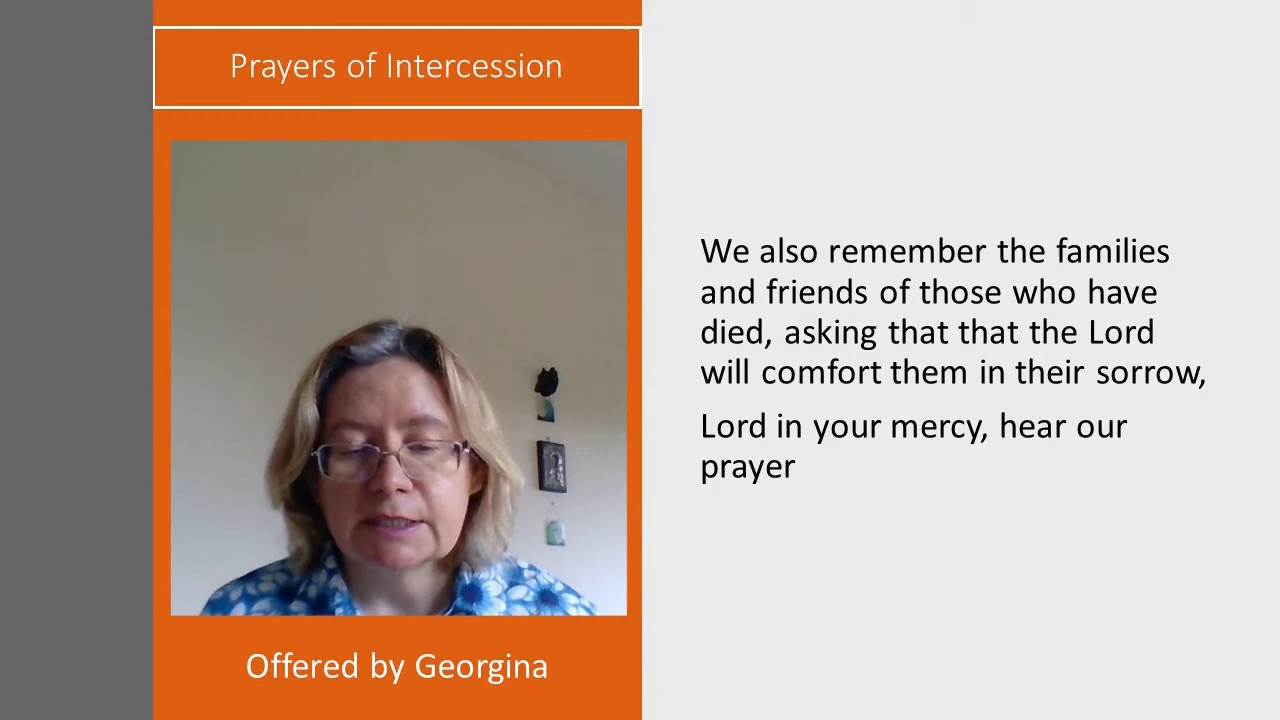 Prayers of Intercession
Offered by Georgina
We also remember the families
and friends of those who have
died, asking that that the Lord
will comfort them in their sorrow,
Lord in your mercy, hear our
prayer